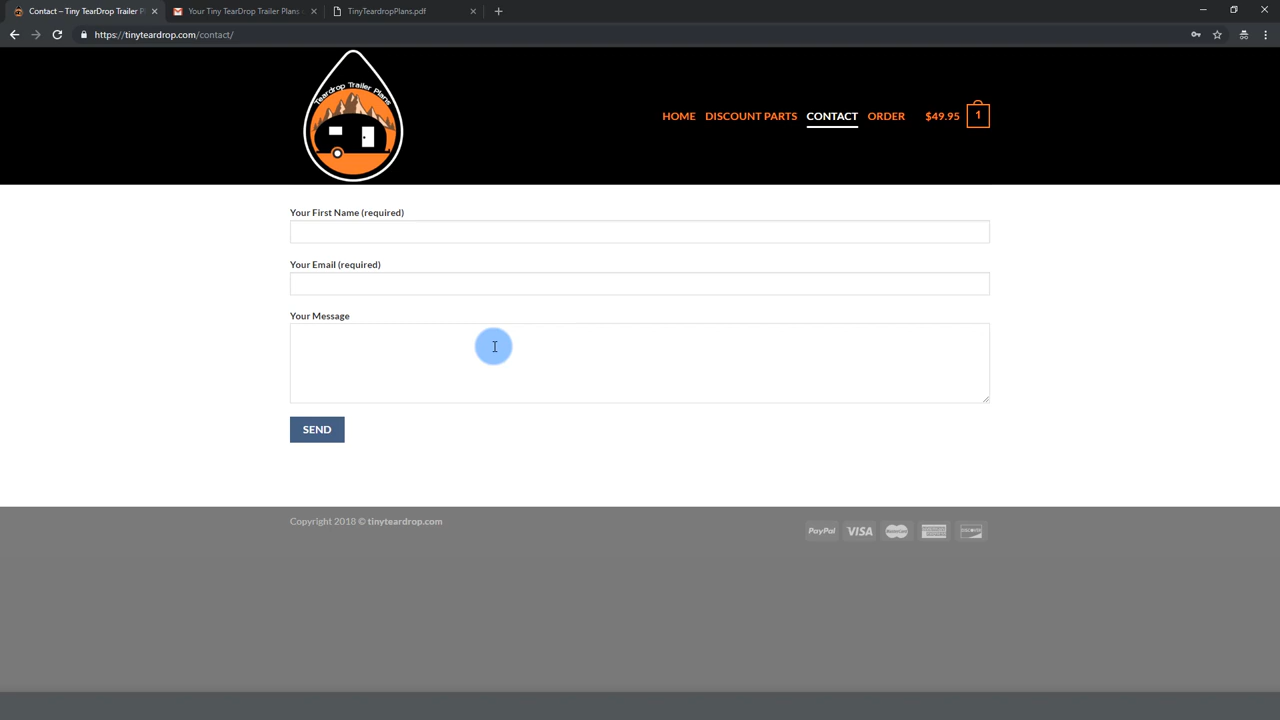 Contact – Tiny TearDrop Trailer P
Your Tiny TearDrop Trailer Plans
TinyTeardropPlans.pdf
https://tinyteardrop.com/contact/
Teardrop Trailer Plans
HOME DISCOUNT PARTS CONTACT ORDER $49.95 1
Your First Name (required)
Your Email (required)
Your Message
SEND
Copyright 2018 © tinyteardrop.com
PayPal VISA MasterCard DISCOVER